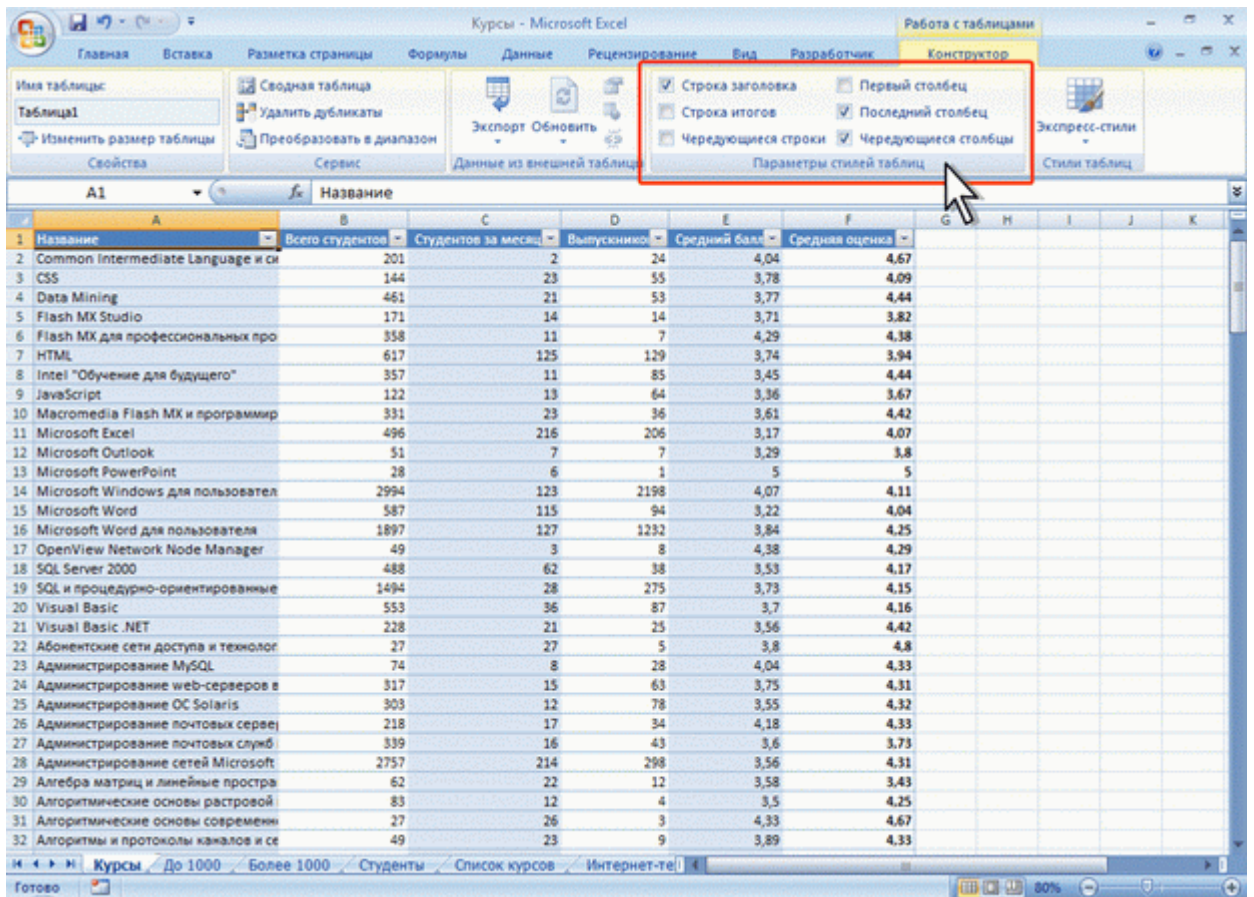 Курсы - Microsoft Excel Работа с таблицами
Главная Вставка Разметка страницы Формулы Данные Рецензирование Вид Разработчик Конструктор
Имя таблицы:
Таблица1
Изменить размер таблицы
Свойства
Сводная таблица
Удалить дубликаты
Преобразовать в диапазон
Сервис
Экспорт Обновить
Данные из внешней таблицы
Строка заголовка Первый столбец
Строка итогов Последний столбец
Чередующиеся строки Чередующиеся столбцы
Параметры стилей таблиц
Экспресс-стили
Стили таблиц
A1 fx Название
A B C D E F G H I J K
1 Название Всего студентов Студентов за месяц Выпускнико Средний балл Средняя оценка
2 Common Intermediate Language и си 201 2 24 4,04 4,67
3 CSS 144 23 55 3,78 4,09
4 Data Mining 461 21 53 3,77 4,44
5 Flash MX Studio 171 14 14 3,71 3,82
6 Flash MX для профессиональных про 358 11 7 4,29 4,38
7 HTML 617 125 129 3,74 3,94
8 Intel "Обучение для будущего" 357 11 85 3,45 4,44
9 JavaScript 122 13 64 3,36 3,67
10 Macromedia Flash MX и программир 331 23 36 3,61 4,42
11 Microsoft Excel 496 216 206 3,17 4,07
12 Microsoft Outlook 51 7 7 3,29 3,8
13 Microsoft PowerPoint 28 6 1 5 5
14 Microsoft Windows для пользовател 2994 123 2198 4,07 4,11
15 Microsoft Word 587 115 94 3,22 4,04
16 Microsoft Word для пользователя 1897 127 1232 3,84 4,25
17 OpenView Network Node Manager 49 3 8 4,38 4,29
18 SQL Server 2000 488 62 38 3,53 4,17
19 SQL и процедурно-ориентированные 1494 28 275 3,73 4,15
20 Visual Basic 553 36 87 3,7 4,16
21 Visual Basic .NET 228 21 25 3,56 4,42
22 Абонентские сети доступа и технолог 27 27 5 3,8 4,8
23 Администрирование MySQL 74 8 28 4,04 4,33
24 Администрирование web-серверов в 317 15 63 3,75 4,31
25 Администрирование ОС Solaris 303 12 78 3,55 4,32
26 Администрирование почтовых сервер 218 17 34 4,18 4,33
27 Администрирование почтовых служб 339 16 43 3,6 3,73
28 Администрирование сетей Microsoft 2757 214 298 3,56 4,31
29 Алгебра матриц и линейные простра 62 22 12 3,58 3,43
30 Алгоритмические основы растровой 83 12 4 3,5 4,25
31 Алгоритмические основы современн 27 26 3 4,33 4,67
32 Алгоритмы и протоколы каналов и се 49 23 9 3,89 4,33
Курсы До 1000 Более 1000 Студенты Список курсов Интернет-те
Готово 80%